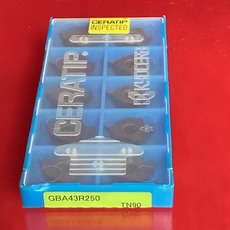 CERATIP
INSPECTED
CERATIP
KYOCERA
GBA43R250
TN90